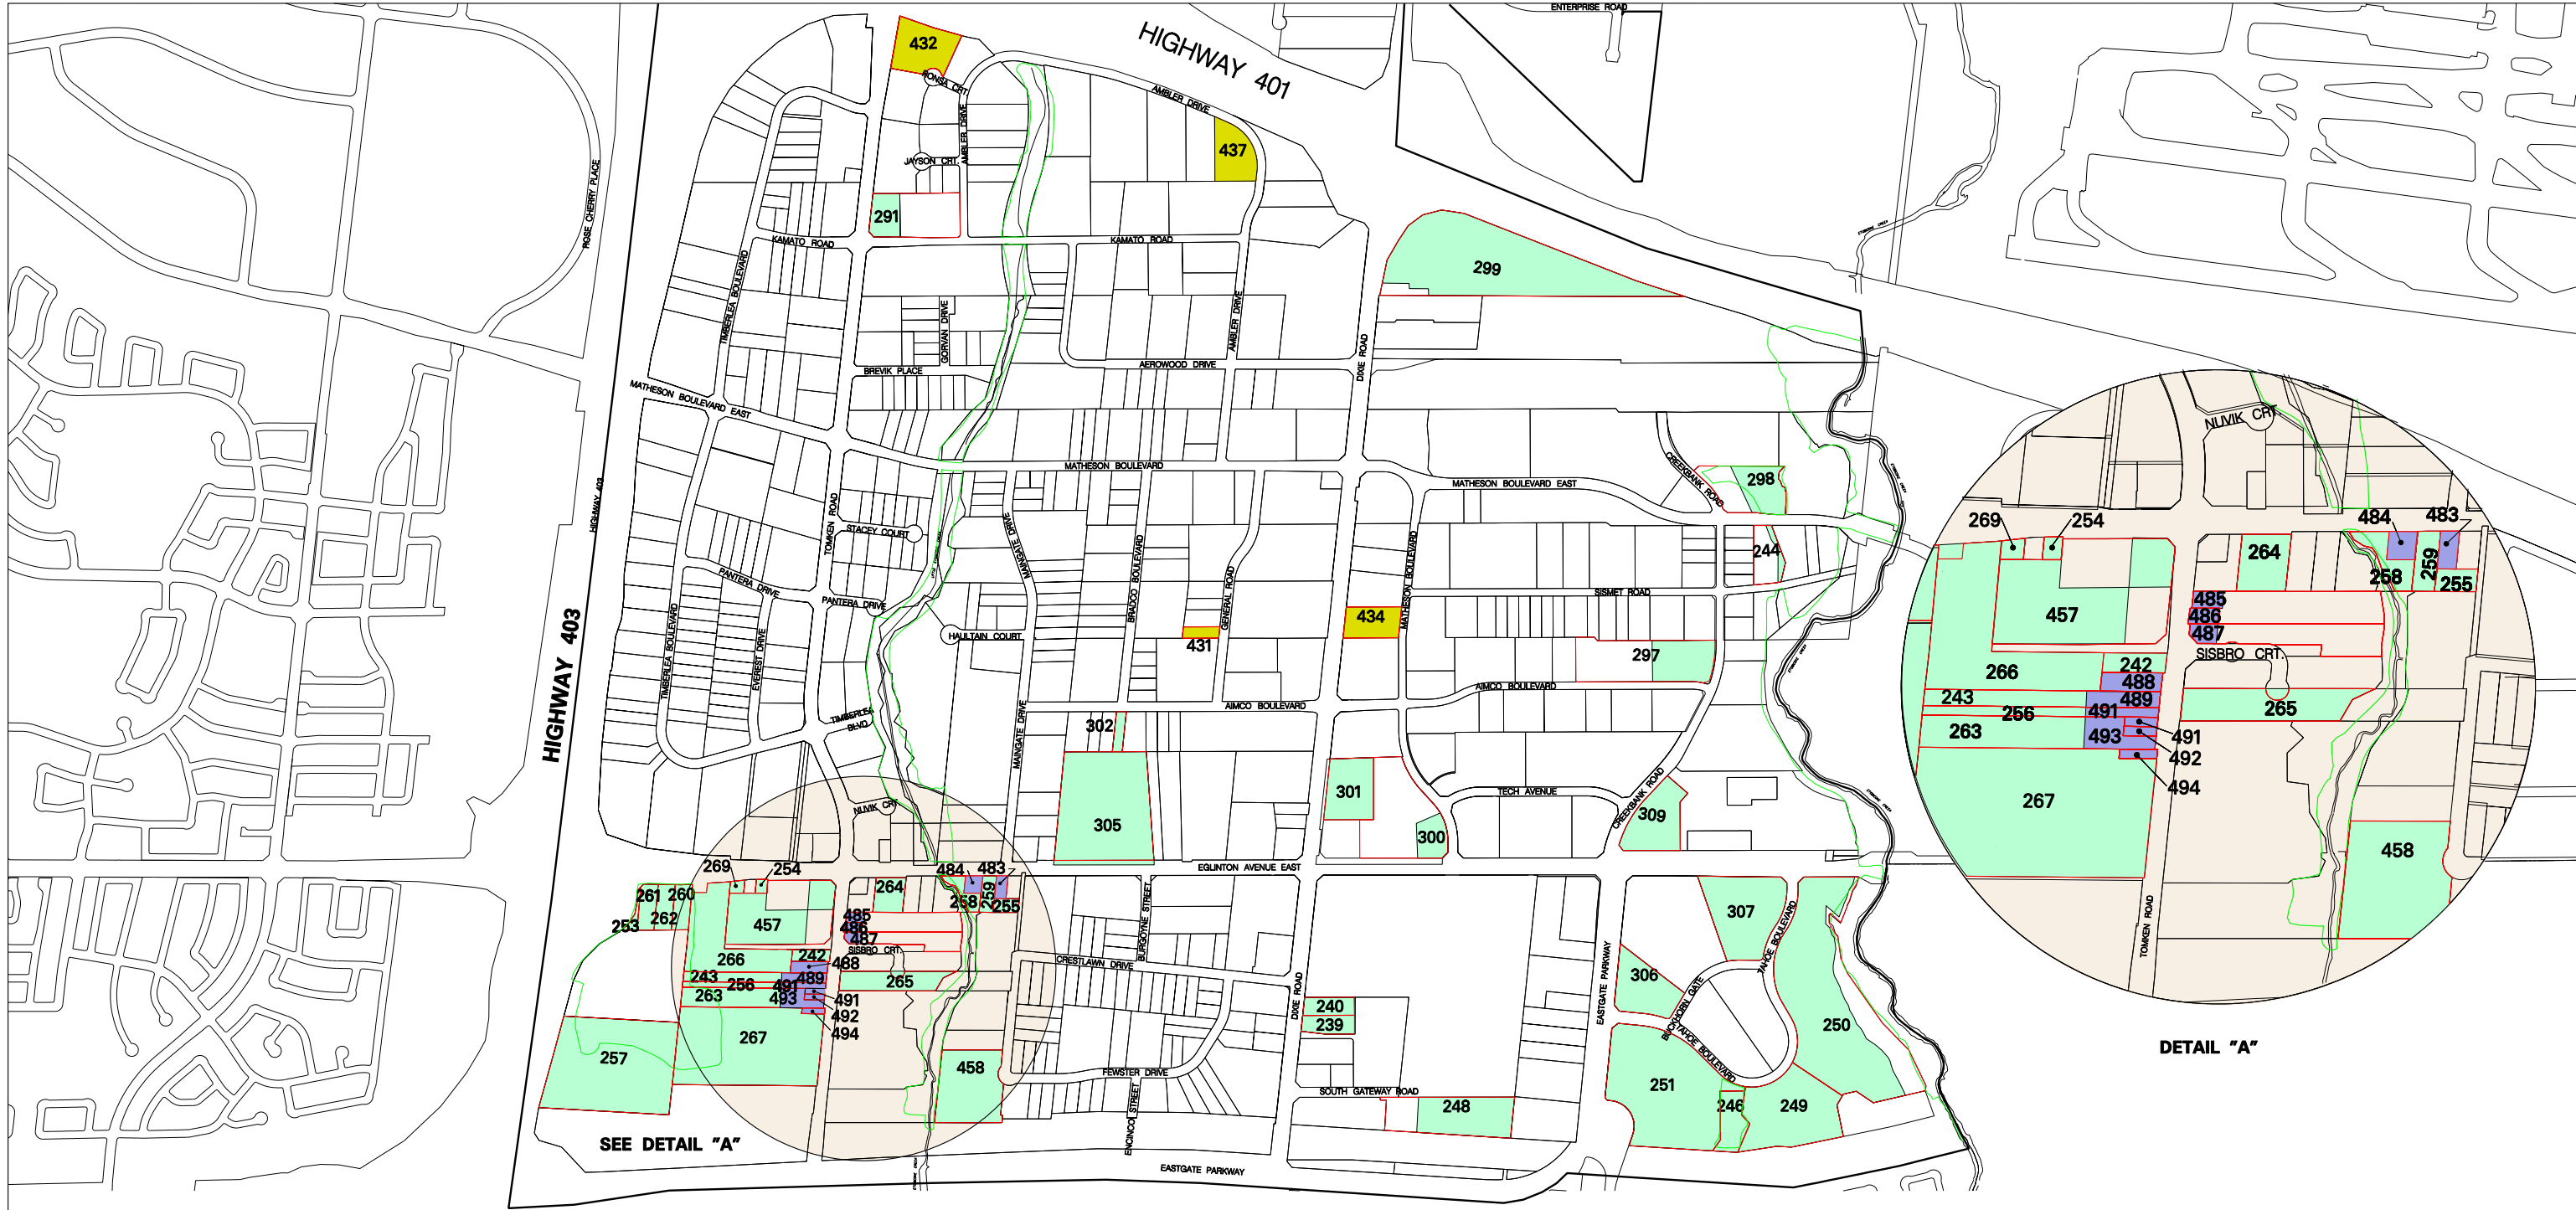 ENTERPRISE ROAD
HIGHWAY 401
432
RONSA CRT.
AMBLER DRIVE
AMBLER DRIVE
437
JAYSON CRT.
291
KAMATO ROAD
KAMATO ROAD
ROSE CHERRY PLACE
299
TIMBERLEA BOULEVARD
GORVAN DRIVE
AMBLER DRIVE
DIXIE ROAD
AEROWOOD DRIVE
BREVIK PLACE
MATHESON BOULEVARD EAST
MATHESON BOULEVARD
MATHESON BOULEVARD EAST
CREEKBANK ROAD
298
HIGHWAY 403
TOMKEN ROAD
STACEY COURT
MAINGATE DRIVE
BRADCO BOULEVARD
GENERAL ROAD
MATHESON BOULEVARD
244
PANTERA DRIVE
PANTERA DRIVE
SISMET ROAD
TIMBERLEA BOULEVARD
EVEREST DRIVE
HAULTAIN COURT
431
434
297
HIGHWAY 403
AIMCO BOULEVARD
AIMCO BOULEVARD
TIMBERLEA
BLVD.
302
MAINGATE DRIVE
301
TECH AVENUE
CREEKBANK ROAD
309
305
300
NUVIK CRT.
EGLINTON AVENUE EAST
269
254
484
483
261
260
264
259
258
255
253
262
457
485
486
487
SISBRO CRT.
266
242
488
243
256
491
489
265
263
493
491
492
494
267
257
458
BURGOYNE STREET
CRESTLAWN DRIVE
FEWSTER DRIVE
ENCINCO STREET
DIXIE ROAD
240
239
SOUTH GATEWAY ROAD
248
EASTGATE PARKWAY
307
306
TAHOE BOULEVARD
BUCKHORN GATE
TAHOE BOULEVARD
250
251
246
249
SEE DETAIL "A"
EASTGATE PARKWAY
NUVIK CRT.
269
254
484
483
264
258
259
255
457
485
486
487
SISBRO CRT.
266
242
488
243
489
256
491
265
263
493
491
492
494
267
458
TOMKEN ROAD
DETAIL "A"